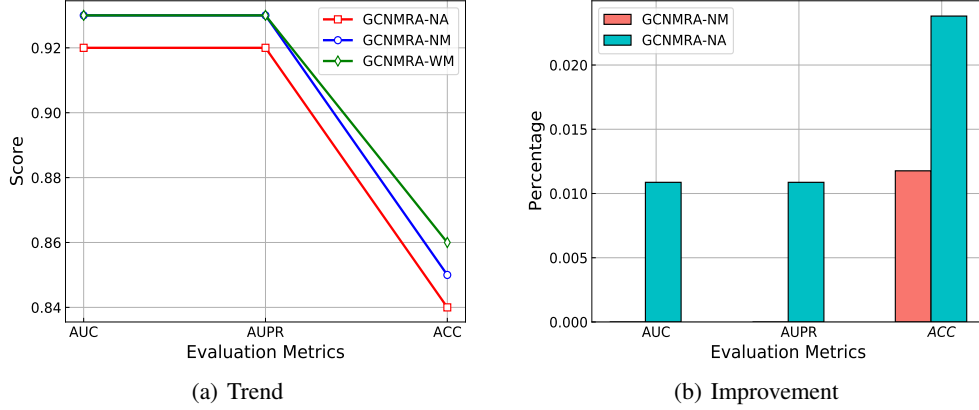 GCNMRA-NA
GCNMRA-NM
GCNMRA-WM
Score
0.92
0.90
0.88
0.86
0.84
AUC AUPR ACC
Evaluation Metrics
(a) Trend
GCNMRA-NM
GCNMRA-NA
Percentage
0.020
0.015
0.010
0.005
0.000
AUC AUPR ACC
Evaluation Metrics
(b) Improvement